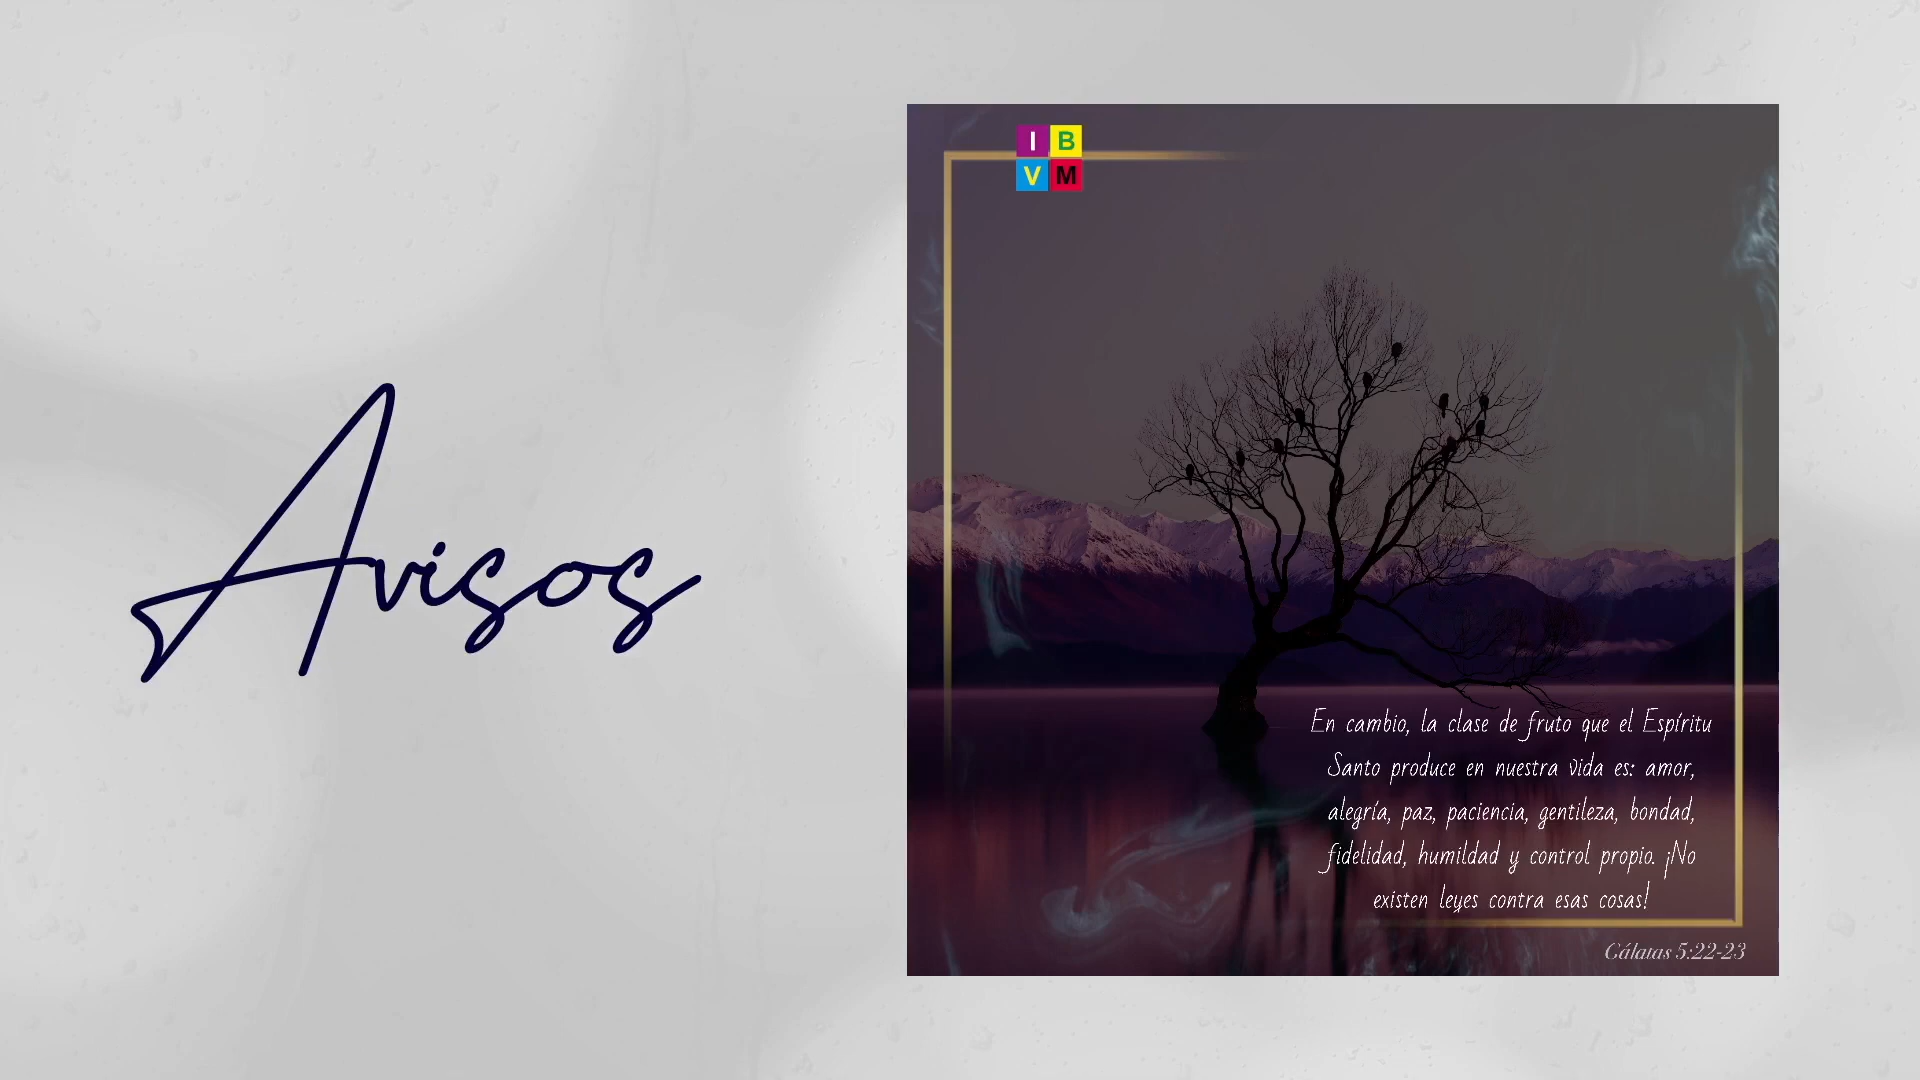 Avisos
I B
V M
En cambio, la clase de fruto que el Espíritu
Santo produce en nuestra vida es: amor,
alegría, paz, paciencia, gentileza, bondad,
fidelidad, humildad y control propio. ¡No
existen leyes contra esas cosas!
Gálatas 5:22-23